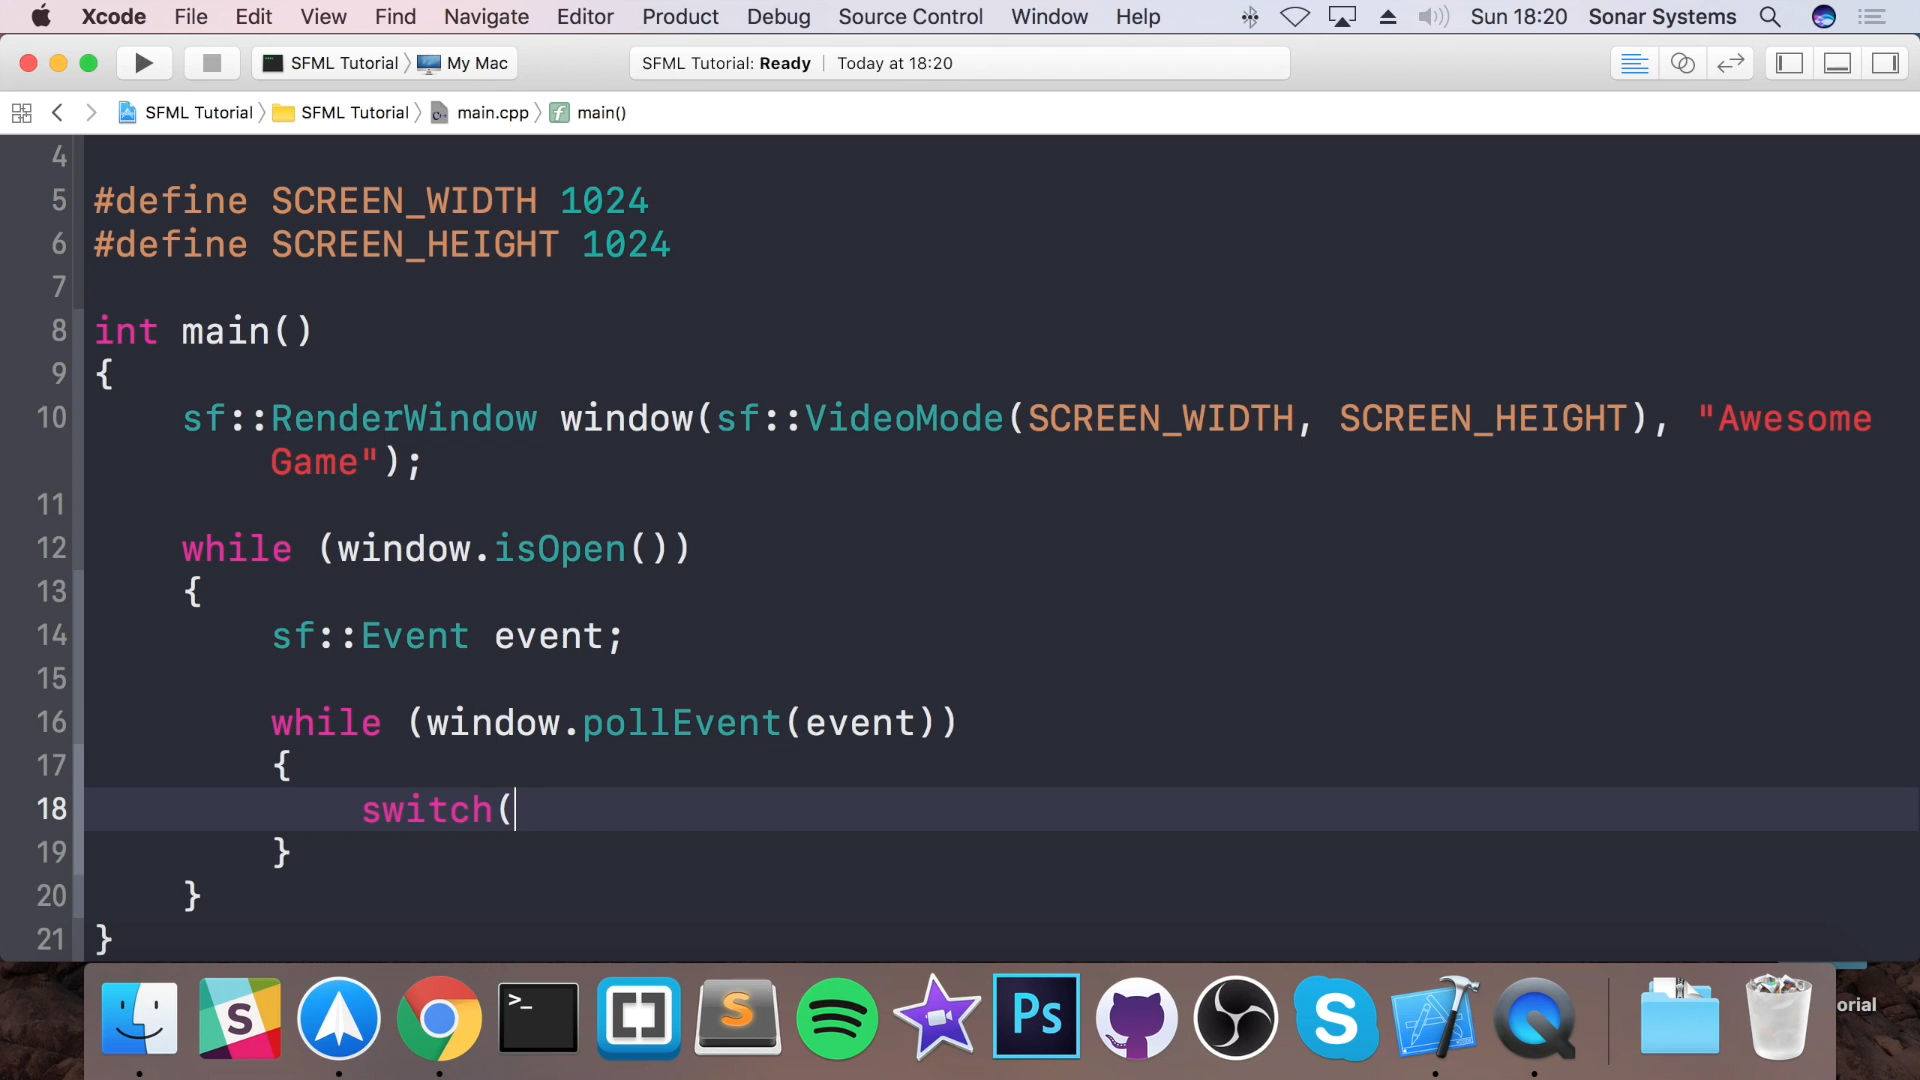 Xcode File Edit View Find Navigate Editor Product Debug Source Control Window Help Sun 18:20 Sonar Systems
SFML Tutorial My Mac SFML Tutorial: Ready Today at 18:20
SFML Tutorial SFML Tutorial main.cpp main()
4
5 #define SCREEN_WIDTH 1024
6 #define SCREEN_HEIGHT 1024
7
8 int main()
9 {
10 sf::RenderWindow window(sf::VideoMode(SCREEN_WIDTH, SCREEN_HEIGHT), "Awesome
Game");
11
12 while (window.isOpen())
13 {
14 sf::Event event;
15
16 while (window.pollEvent(event))
17 {
18 switch(
19 }
20 }
21 }
orial
S >_ S Ps S